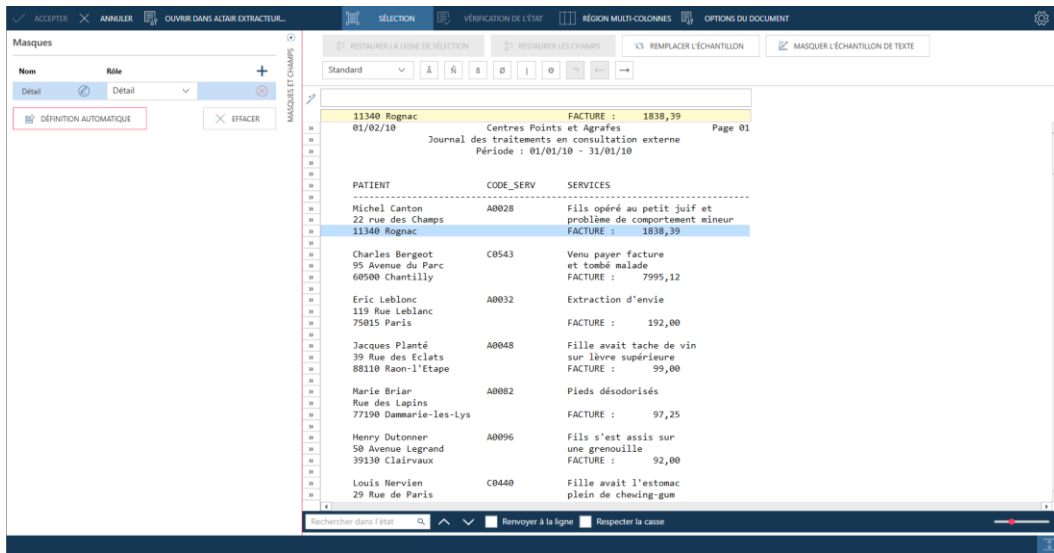 ACCEPTER ANNULER OUVRIR DANS ALTAIR EXTRACTEUR... SÉLECTION VÉRIFICATION DE L'ÉTAT RÉGION MULTI-COLONNES OPTIONS DU DOCUMENT
Masques
Nom Rôle
Détail Détail
DÉFINITION AUTOMATIQUE EFFACER
MASQUES ET CHAMPS
RESTAURER LA LIGNE DE SÉLECTION RESTAURER LES CHAMPS REMPLACER L'ÉCHANTILLON MASQUER L'ÉCHANTILLON DE TEXTE
Standard Ä Ñ ß Ø | ⊖ ¬ ← →
11340 Rognac FACTURE : 1838,39
01/02/10 Centres Points et Agrafes Page 01
Journal des traitements en consultation externe
Période : 01/01/10 - 31/01/10
PATIENT CODE_SERV SERVICES
Michel Canton A0028 Fils opéré au petit juif et
22 rue des Champs problème de comportement mineur
11340 Rognac FACTURE : 1838,39
Charles Bergeot C0543 Venu payer facture
95 Avenue du Parc et tombé malade
60500 Chantilly FACTURE : 7995,12
Eric Leblonc A0032 Extraction d'envie
119 Rue Leblanc
75015 Paris FACTURE : 192,00
Jacques Planté A0048 Fille avait tache de vin
39 Rue des Eclats sur lèvre supérieure
88110 Raon-l'Etape FACTURE : 99,00
Marie Briar A0082 Pieds désodorisés
Rue des Lapins
77190 Dammarie-les-Lys FACTURE : 97,25
Henry Dutonner A0096 Fils s'est assis sur
50 Avenue Legrand une grenouille
39130 Clairvaux FACTURE : 92,00
Louis Nervien C0440 Fille avait l'estomac
29 Rue de Paris plein de chewing-gum
Rechercher dans l'état Renvoyer à la ligne Respecter la casse